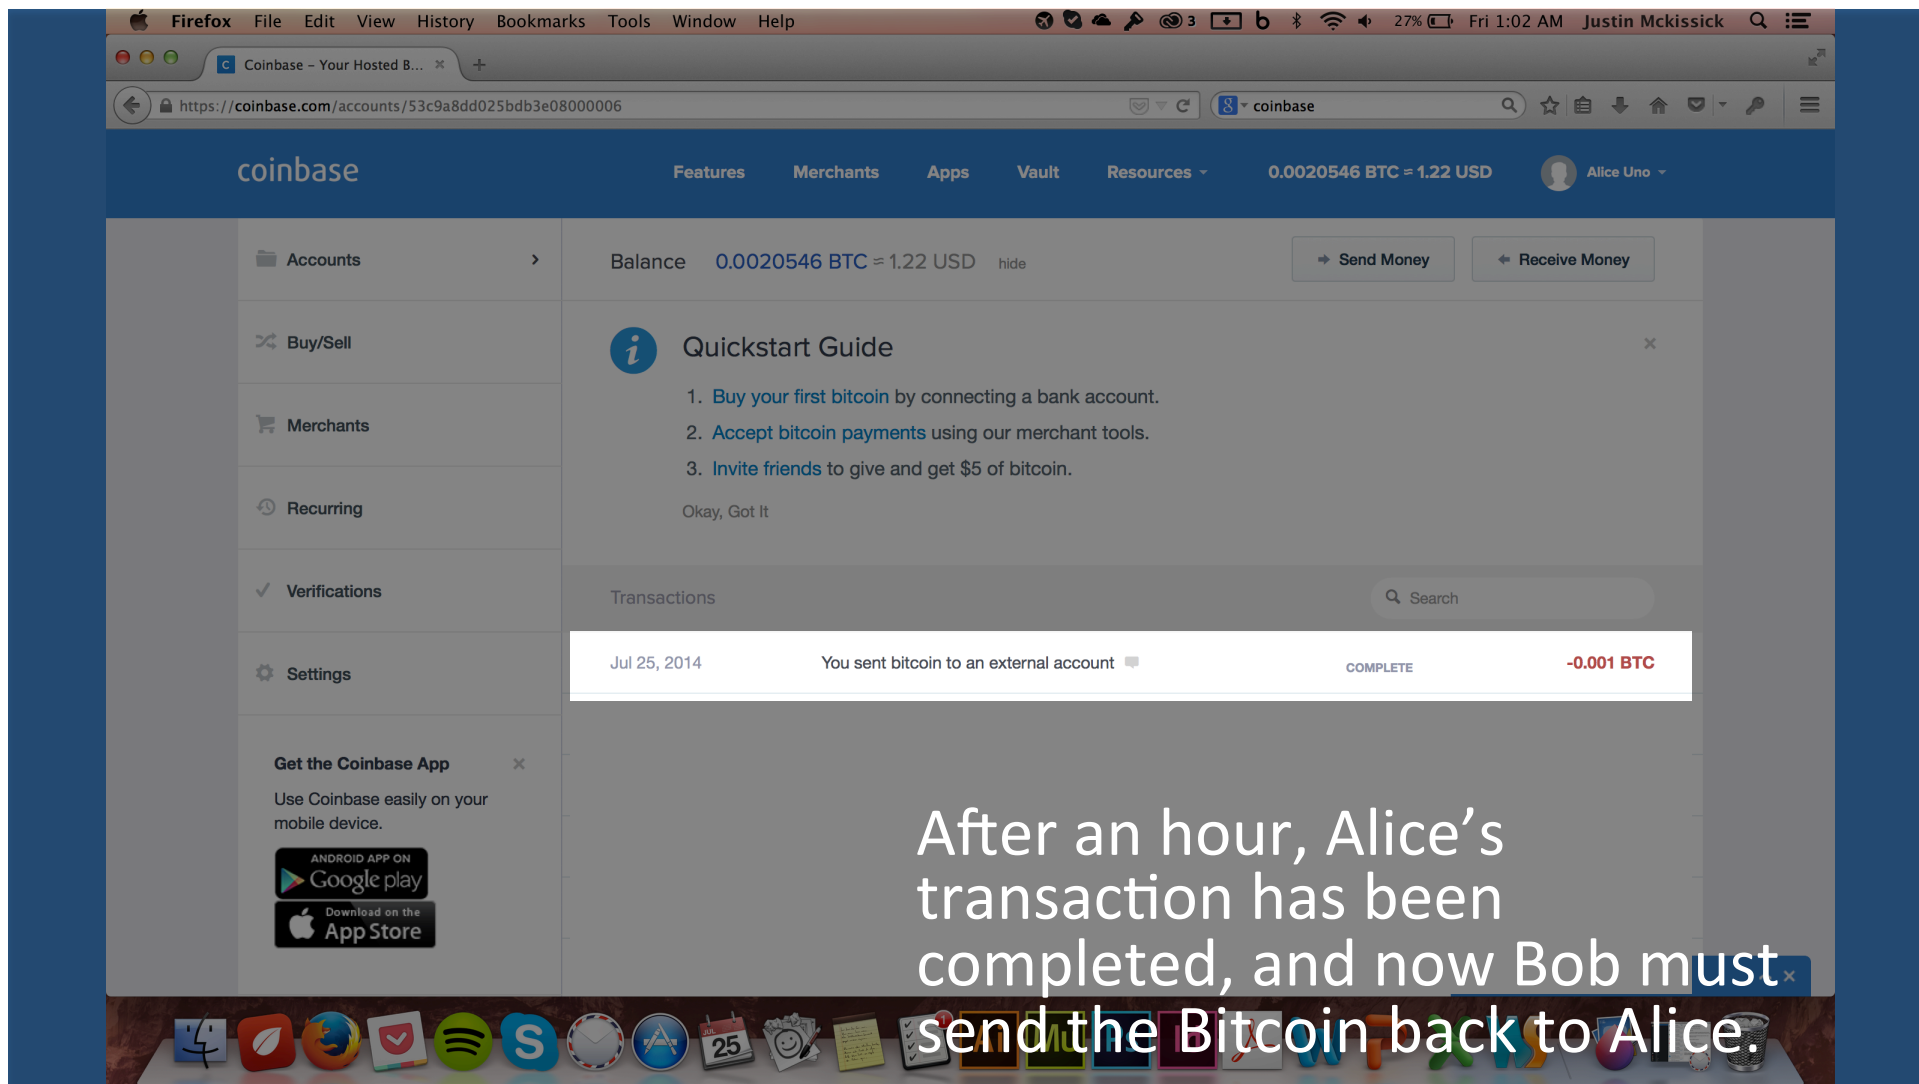 Firefox File Edit View History Bookmarks Tools Window Help 3 27% Fri 1:02 AM Justin Mckissick
C Coinbase – Your Hosted B...
https://coinbase.com/accounts/53c9a8dd025bdb3e08000006 8 coinbase
coinbase Features Merchants Apps Vault Resources 0.0020546 BTC ≈ 1.22 USD Alice Uno
Accounts
Buy/Sell
Merchants
Recurring
Verifications
Settings
Get the Coinbase App
Use Coinbase easily on your
mobile device.
ANDROID APP ON
Google play
Download on the
App Store
Balance 0.0020546 BTC ≈ 1.22 USD hide Send Money Receive Money
Quickstart Guide
1. Buy your first bitcoin by connecting a bank account.
2. Accept bitcoin payments using our merchant tools.
3. Invite friends to give and get $5 of bitcoin.
Okay, Got It
Transactions Search
Jul 25, 2014 You sent bitcoin to an external account COMPLETE -0.001 BTC
After an hour, Alice’s
transaction has been
completed, and now Bob must
send the Bitcoin back to Alice.
JUL
25
1